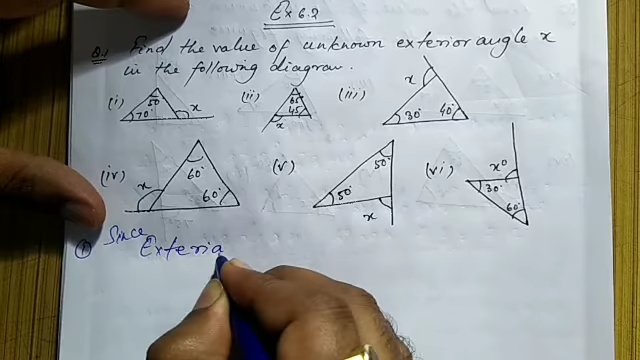 Ex 6.2
Q.1 Find the value of unknown exterior angle x
in the following diagram.
(i) 50° 70° x
(ii) 65° 45° x
(iii) x 30° 40°
(iv) x 60° 60°
(v) 50° 50° x
(vi) x° 30° 60°
① Since
Exteria